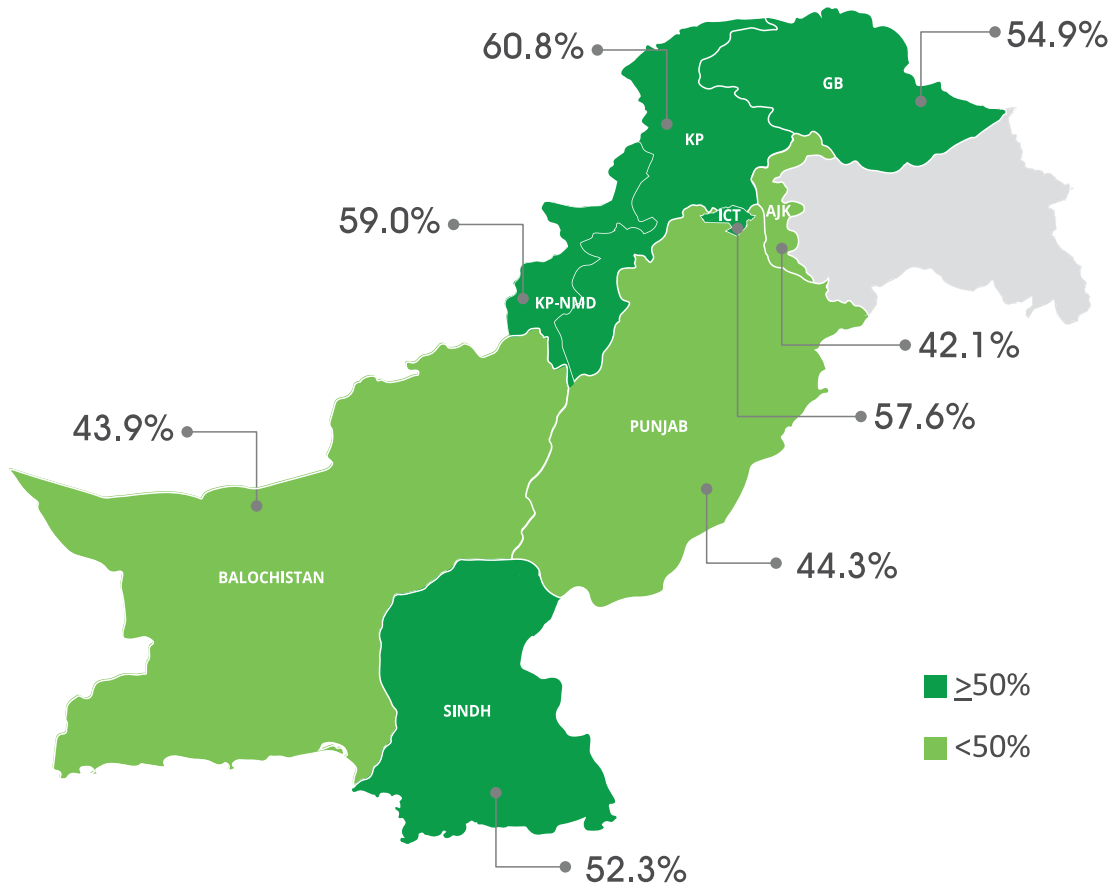 54.9%
60.8%
GB
KP
59.0%
ICT
AJK
KP-NMD
42.1%
43.9%
57.6%
PUNJAB
44.3%
BALOCHISTAN
≥50%
SINDH
<50%
52.3%